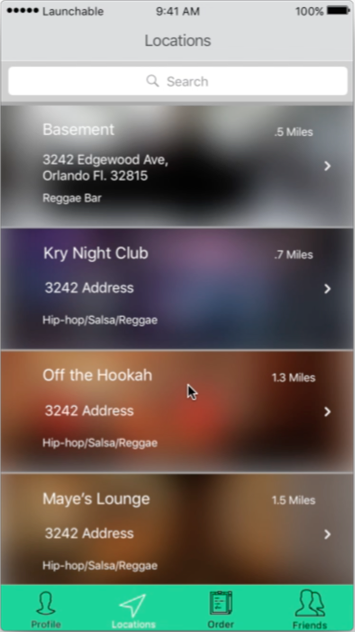 Launchable 9:41 AM 100%
Locations
Search
Basement .5 Miles
3242 Edgewood Ave,
Orlando Fl. 32815
Reggae Bar
Kry Night Club .7 Miles
3242 Address
Hip-hop/Salsa/Reggae
Off the Hookah 1.3 Miles
3242 Address
Hip-hop/Salsa/Reggae
Maye's Lounge 1.5 Miles
3242 Address
Hip-hop/Salsa/Reggae
Profile Locations Order Friends